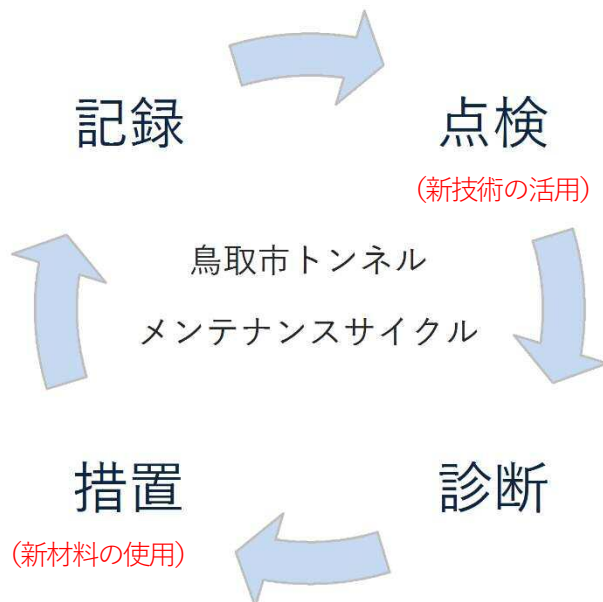 記録
点検
(新技術の活用)
鳥取市トンネル
メンテナンスサイクル
措置
診断
(新材料の使用)